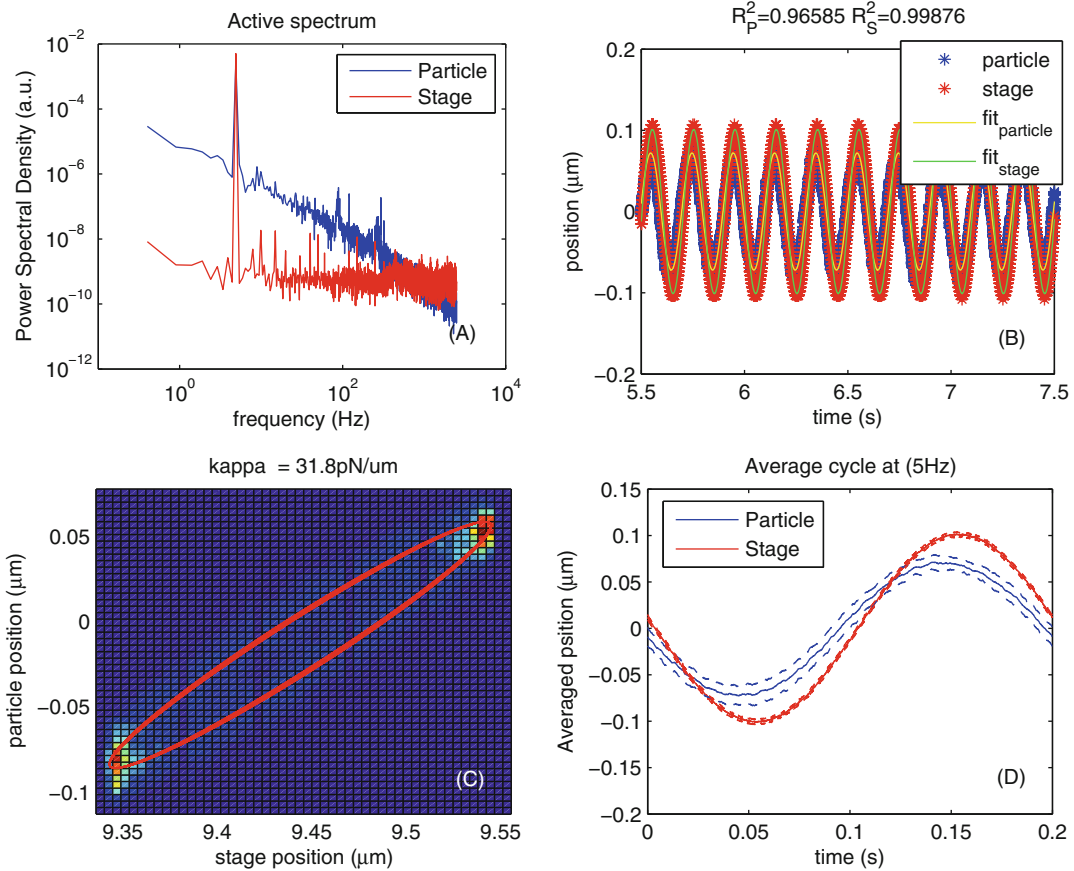 Active spectrum
Power Spectral Density (a.u.)
10^−2
10^−4
10^−6
10^−8
10^−10
10^−12
Particle
Stage
(A)
10^0
10^2
10^4
frequency (Hz)
R_P^2=0.96585 R_S^2=0.99876
position (µm)
0.2
0.1
0
−0.1
−0.2
particle
stage
fit_particle
fit_stage
(B)
5.5
6
6.5
7
7.5
time (s)
kappa = 31.8pN/um
particle position (µm)
0.05
0
−0.05
−0.1
(C)
9.35
9.4
9.45
9.5
9.55
stage position (µm)
Average cycle at (5Hz)
Averaged psition (µm)
0.15
0.1
0.05
0
−0.05
−0.1
−0.15
−0.2
Particle
Stage
(D)
0
0.05
0.1
0.15
0.2
time (s)